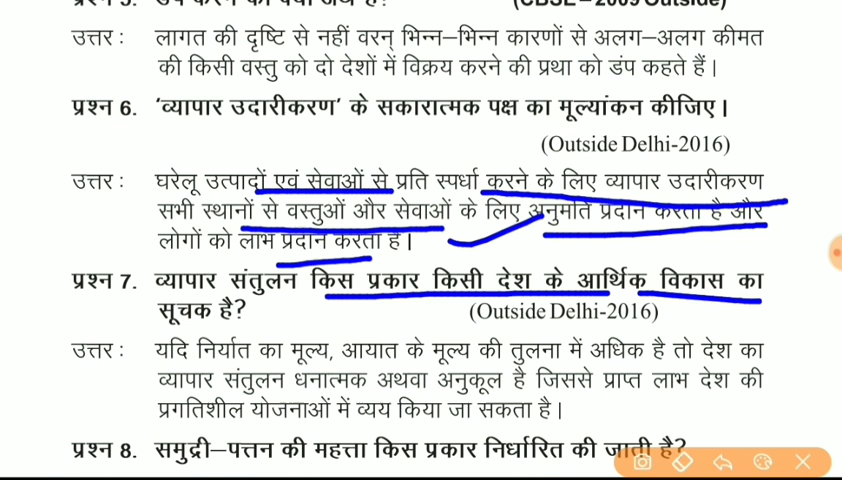 (CBSE–2009 Outside)
उत्तर : लागत की दृष्टि से नहीं वरन् भिन्न–भिन्न कारणों से अलग–अलग कीमत
की किसी वस्तु को दो देशों में विक्रय करने की प्रथा को डंप कहते हैं।
प्रश्न 6. 'व्यापार उदारीकरण' के सकारात्मक पक्ष का मूल्यांकन कीजिए।
(Outside Delhi-2016)
उत्तर : घरेलू उत्पादों एवं सेवाओं से प्रति स्पर्धा करने के लिए व्यापार उदारीकरण
सभी स्थानों से वस्तुओं और सेवाओं के लिए अनुमति प्रदान करता है और
लोगों को लाभ प्रदान करता है।
प्रश्न 7. व्यापार संतुलन किस प्रकार किसी देश के आर्थिक विकास का
सूचक है? (Outside Delhi-2016)
उत्तर : यदि निर्यात का मूल्य, आयात के मूल्य की तुलना में अधिक है तो देश का
व्यापार संतुलन धनात्मक अथवा अनुकूल है जिससे प्राप्त लाभ देश की
प्रगतिशील योजनाओं में व्यय किया जा सकता है।
प्रश्न 8. समुद्री–पत्तन की महत्ता किस प्रकार निर्धारित की जाती है?